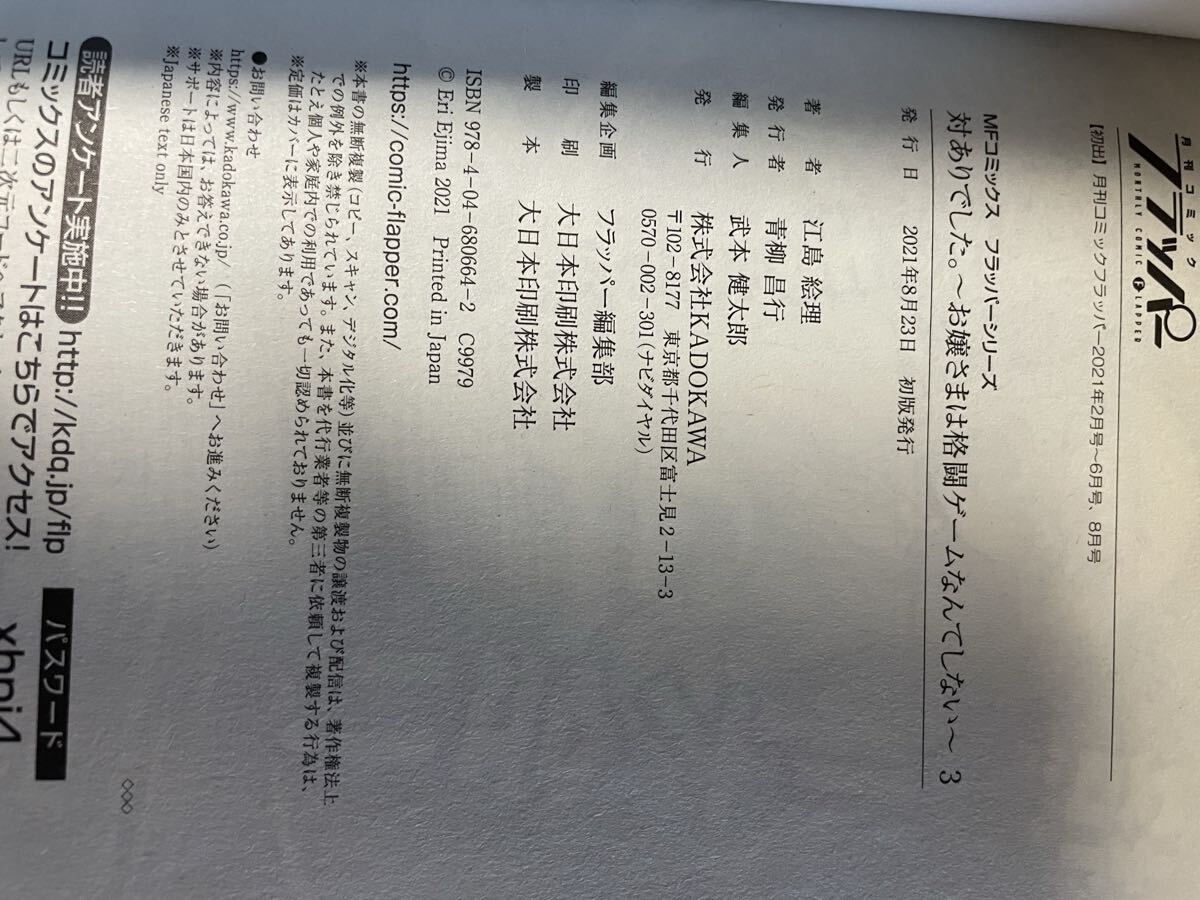 月刊コミック
フラッパー
MONTHLY COMIC FLAPPER
【初出】月刊コミックフラッパー2021年2月号~6月号、8月号
MFコミックス フラッパーシリーズ
対ありでした。~お嬢さまは格闘ゲームなんてしない~ 3
発行日 2021年8月23日 初版発行
著者 江島 絵理
発行者 青柳 昌行
編集人 武本 健太郎
発行 株式会社KADOKAWA
〒102-8177 東京都千代田区富士見2-13-3
0570-002-301(ナビダイヤル)
編集企画 フラッパー編集部
印刷 大日本印刷株式会社
製本 大日本印刷株式会社
ISBN 978-4-04-680664-2 C9979
© Eri Ejima 2021 Printed in Japan
https://comic-flapper.com/
※本書の無断複製(コピー、スキャン、デジタル化等)並びに無断複製物の譲渡および配信は、著作権法上
での例外を除き禁じられています。また、本書を代行業者等の第三者に依頼して複製する行為は、
たとえ個人や家庭内での利用であっても一切認められておりません。
※定価はカバーに表示してあります。
●お問い合わせ
https://www.kadokawa.co.jp/(「お問い合わせ」へお進みください)
※内容によっては、お答えできない場合があります。
※サポートは日本国内のみとさせていただきます。
※Japanese text only
◇◇◇
読者アンケート実施中!! http://kdq.jp/flp
コミックスのアンケートはこちらでアクセス!
パスワード
URLもしくは二次元コード